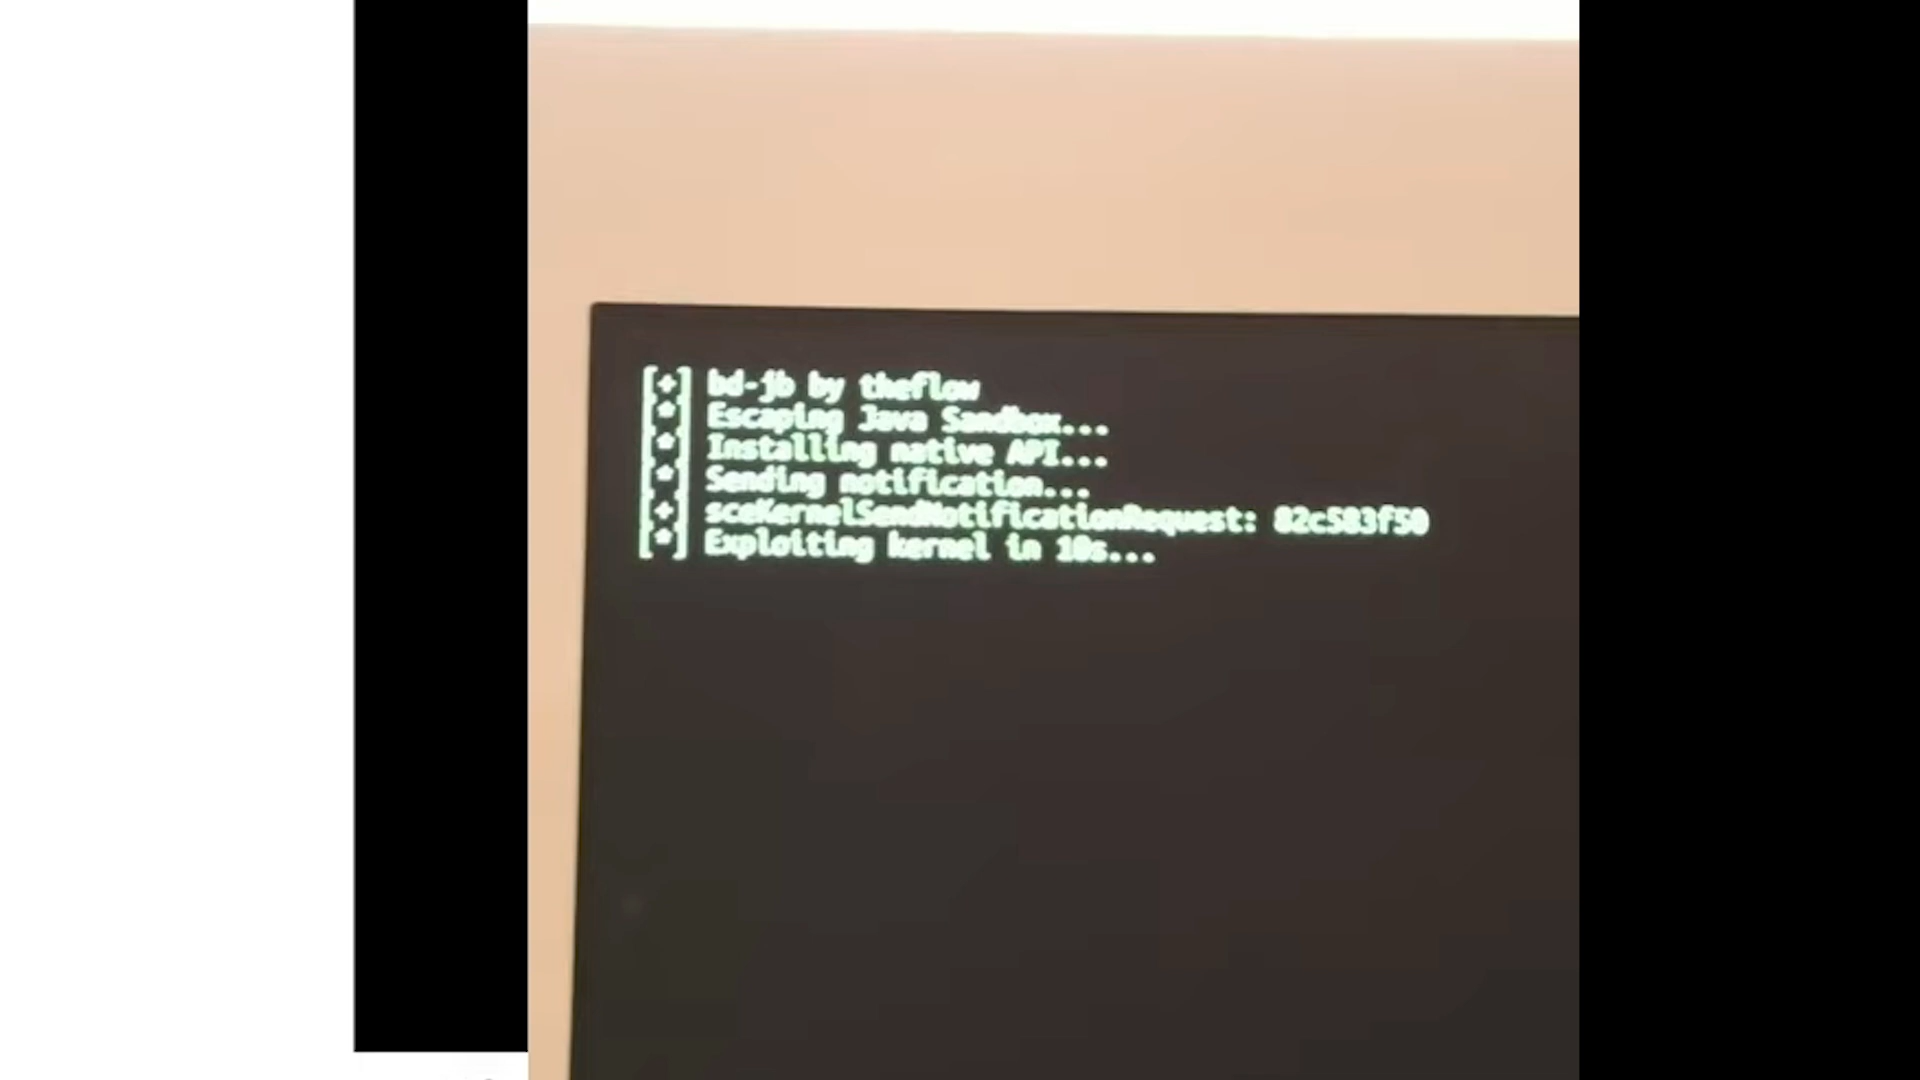 [+] bd-jb by theflow
[*] Escaping Java Sandbox...
[*] Installing native API...
[*] Sending notification...
[+] sceKernelSendNotificationRequest: 82c583f50
[*] Exploiting kernel in 10s...